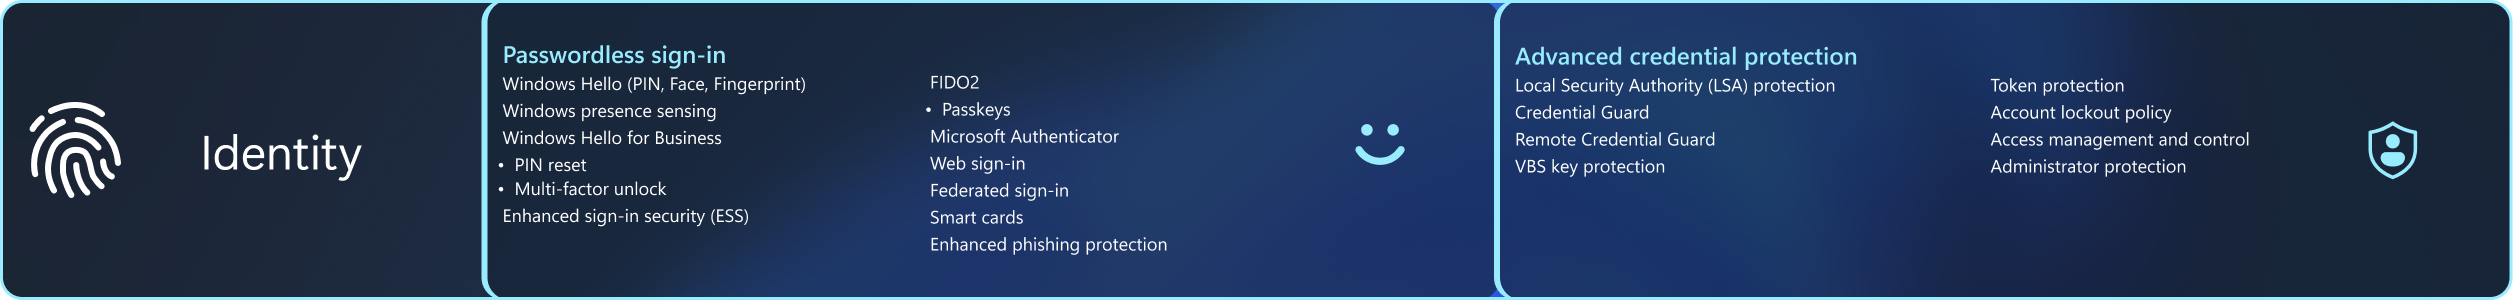 Identity
Passwordless sign-in
Windows Hello (PIN, Face, Fingerprint)
Windows presence sensing
Windows Hello for Business
• PIN reset
• Multi-factor unlock
Enhanced sign-in security (ESS)
FIDO2
• Passkeys
Microsoft Authenticator
Web sign-in
Federated sign-in
Smart cards
Enhanced phishing protection
Advanced credential protection
Local Security Authority (LSA) protection
Credential Guard
Remote Credential Guard
VBS key protection
Token protection
Account lockout policy
Access management and control
Administrator protection